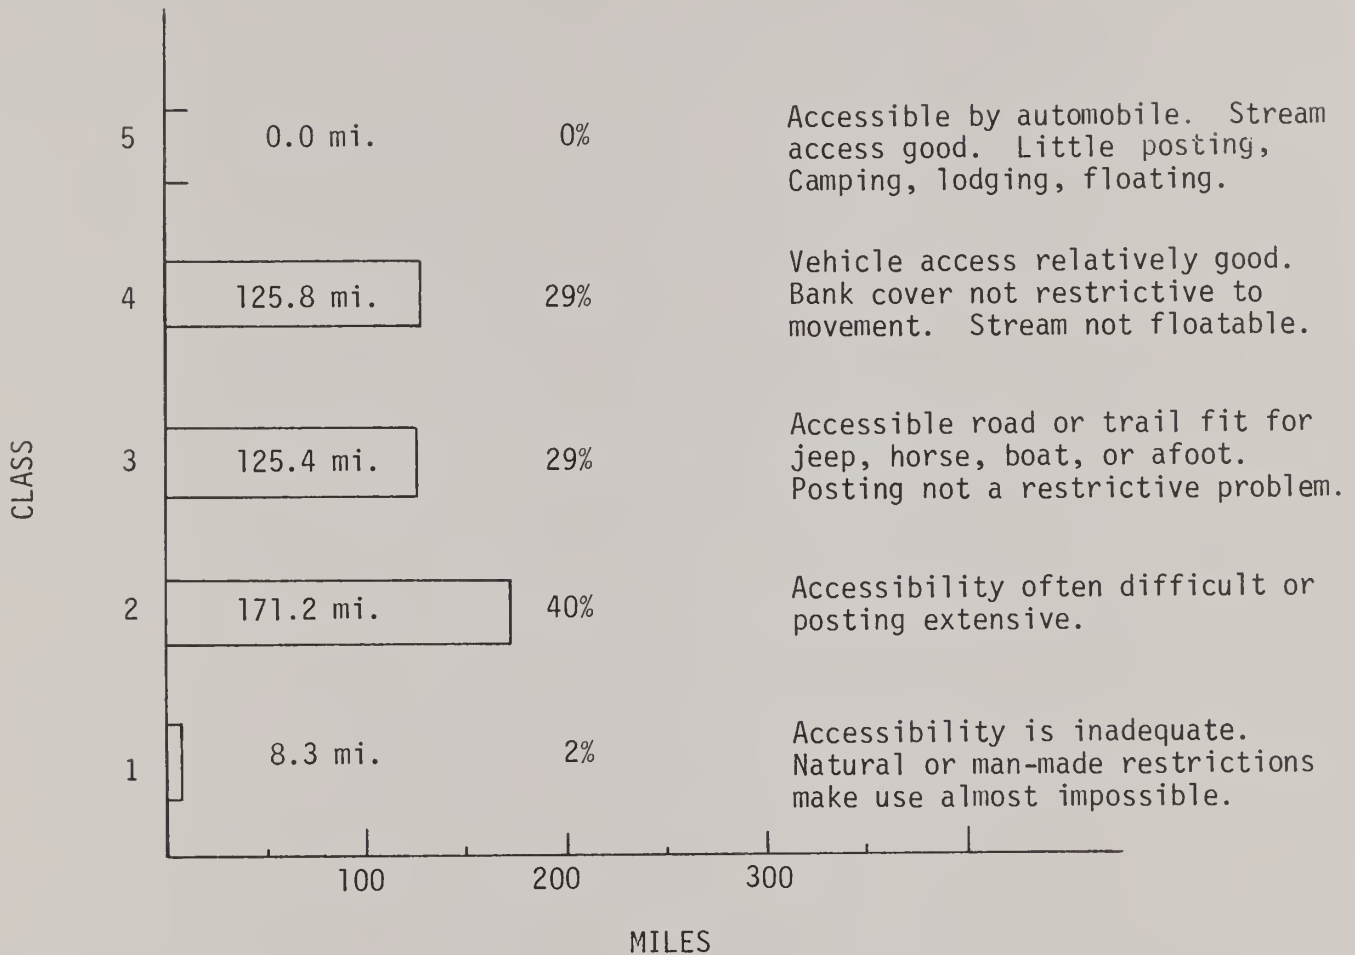 5 0.0 mi. 0% Accessible by automobile. Stream
access good. Little posting,
Camping, lodging, floating.
4 125.8 mi. 29% Vehicle access relatively good.
Bank cover not restrictive to
movement. Stream not floatable.
3 125.4 mi. 29% Accessible road or trail fit for
jeep, horse, boat, or afoot.
Posting not a restrictive problem.
CLASS
2 171.2 mi. 40% Accessibility often difficult or
posting extensive.
1 8.3 mi. 2% Accessibility is inadequate.
Natural or man-made restrictions
make use almost impossible.
100 200 300
MILES